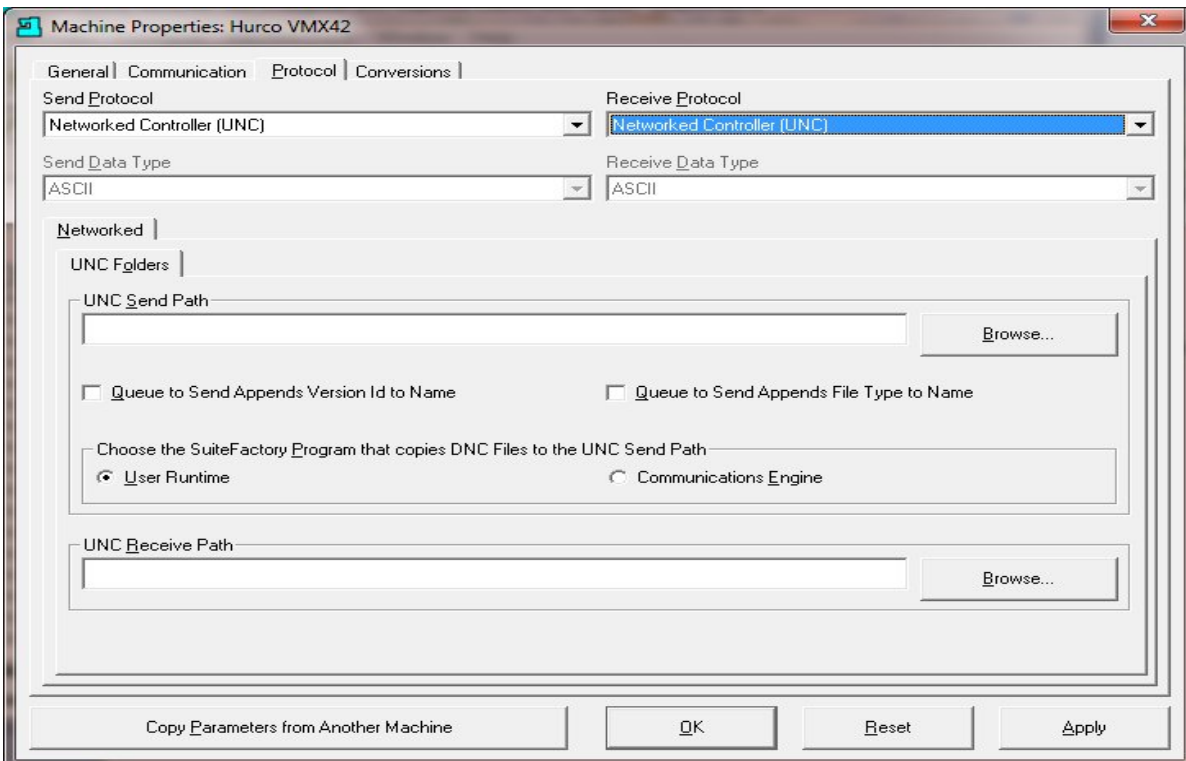 Machine Properties: Hurco VMX42
General Communication Protocol Conversions
Send Protocol Receive Protocol
Networked Controller (UNC) Networked Controller (UNC)
Send Data Type Receive Data Type
ASCII ASCII
Networked
UNC Folders
UNC Send Path
Browse...
Queue to Send Appends Version Id to Name Queue to Send Appends File Type to Name
Choose the SuiteFactory Program that copies DNC Files to the UNC Send Path
User Runtime Communications Engine
UNC Receive Path
Browse...
Copy Parameters from Another Machine OK Reset Apply